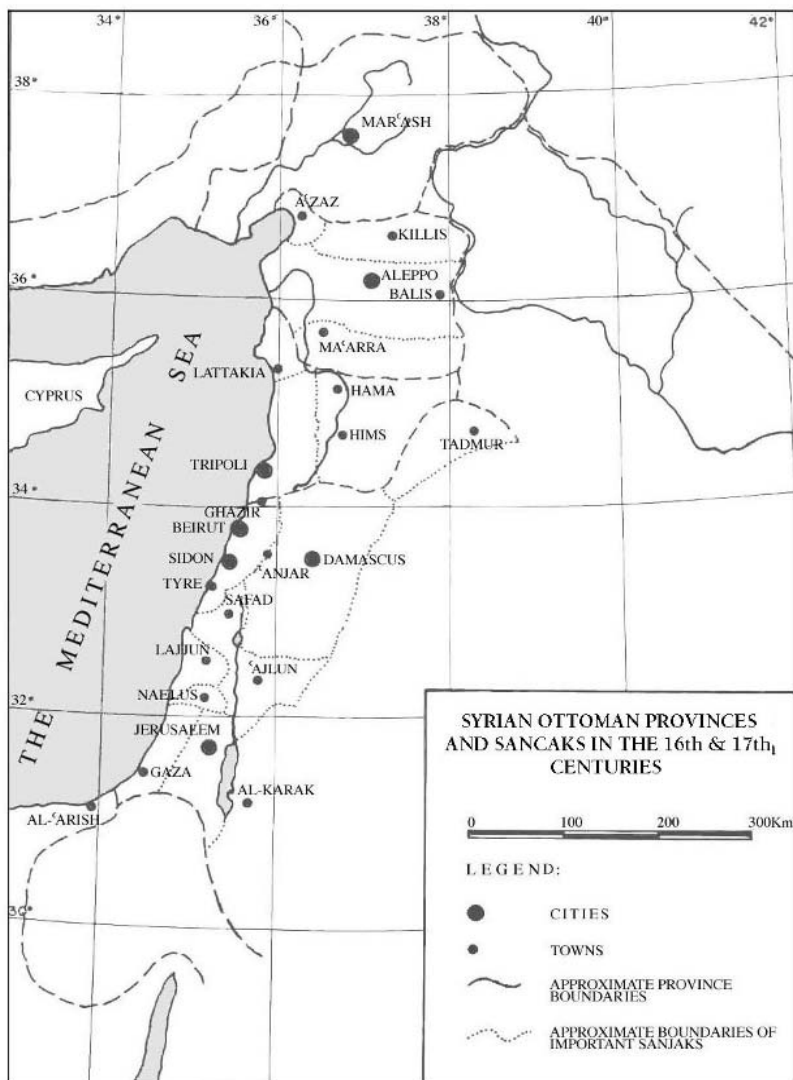 34°
36°
38°
40°
42°
38°
MARʿASH
AʿZAZ
KILLIS
36°
ALEPPO
BALIS
MAʿARRA
LATTAKIA
HAMA
CYPRUS
HIMS
TADMUR
TRIPOLI
34°
GHAZIR
BEIRUT
SIDON
DAMASCUS
ʿANJAR
TYRE
SAFAD
LAJJUN
ʿAJLUN
NAELUS
32°
JERUSALEM
GAZA
AL-KARAK
AL-ʿARISH
30°
THE MEDITERRANEAN SEA
SYRIAN OTTOMAN PROVINCES
AND SANCAKS IN THE 16th & 17th
CENTURIES
0 100 200 300Km
LEGEND:
CITIES
TOWNS
APPROXIMATE PROVINCE
BOUNDARIES
APPROXIMATE BOUNDARIES OF
IMPORTANT SANJAKS